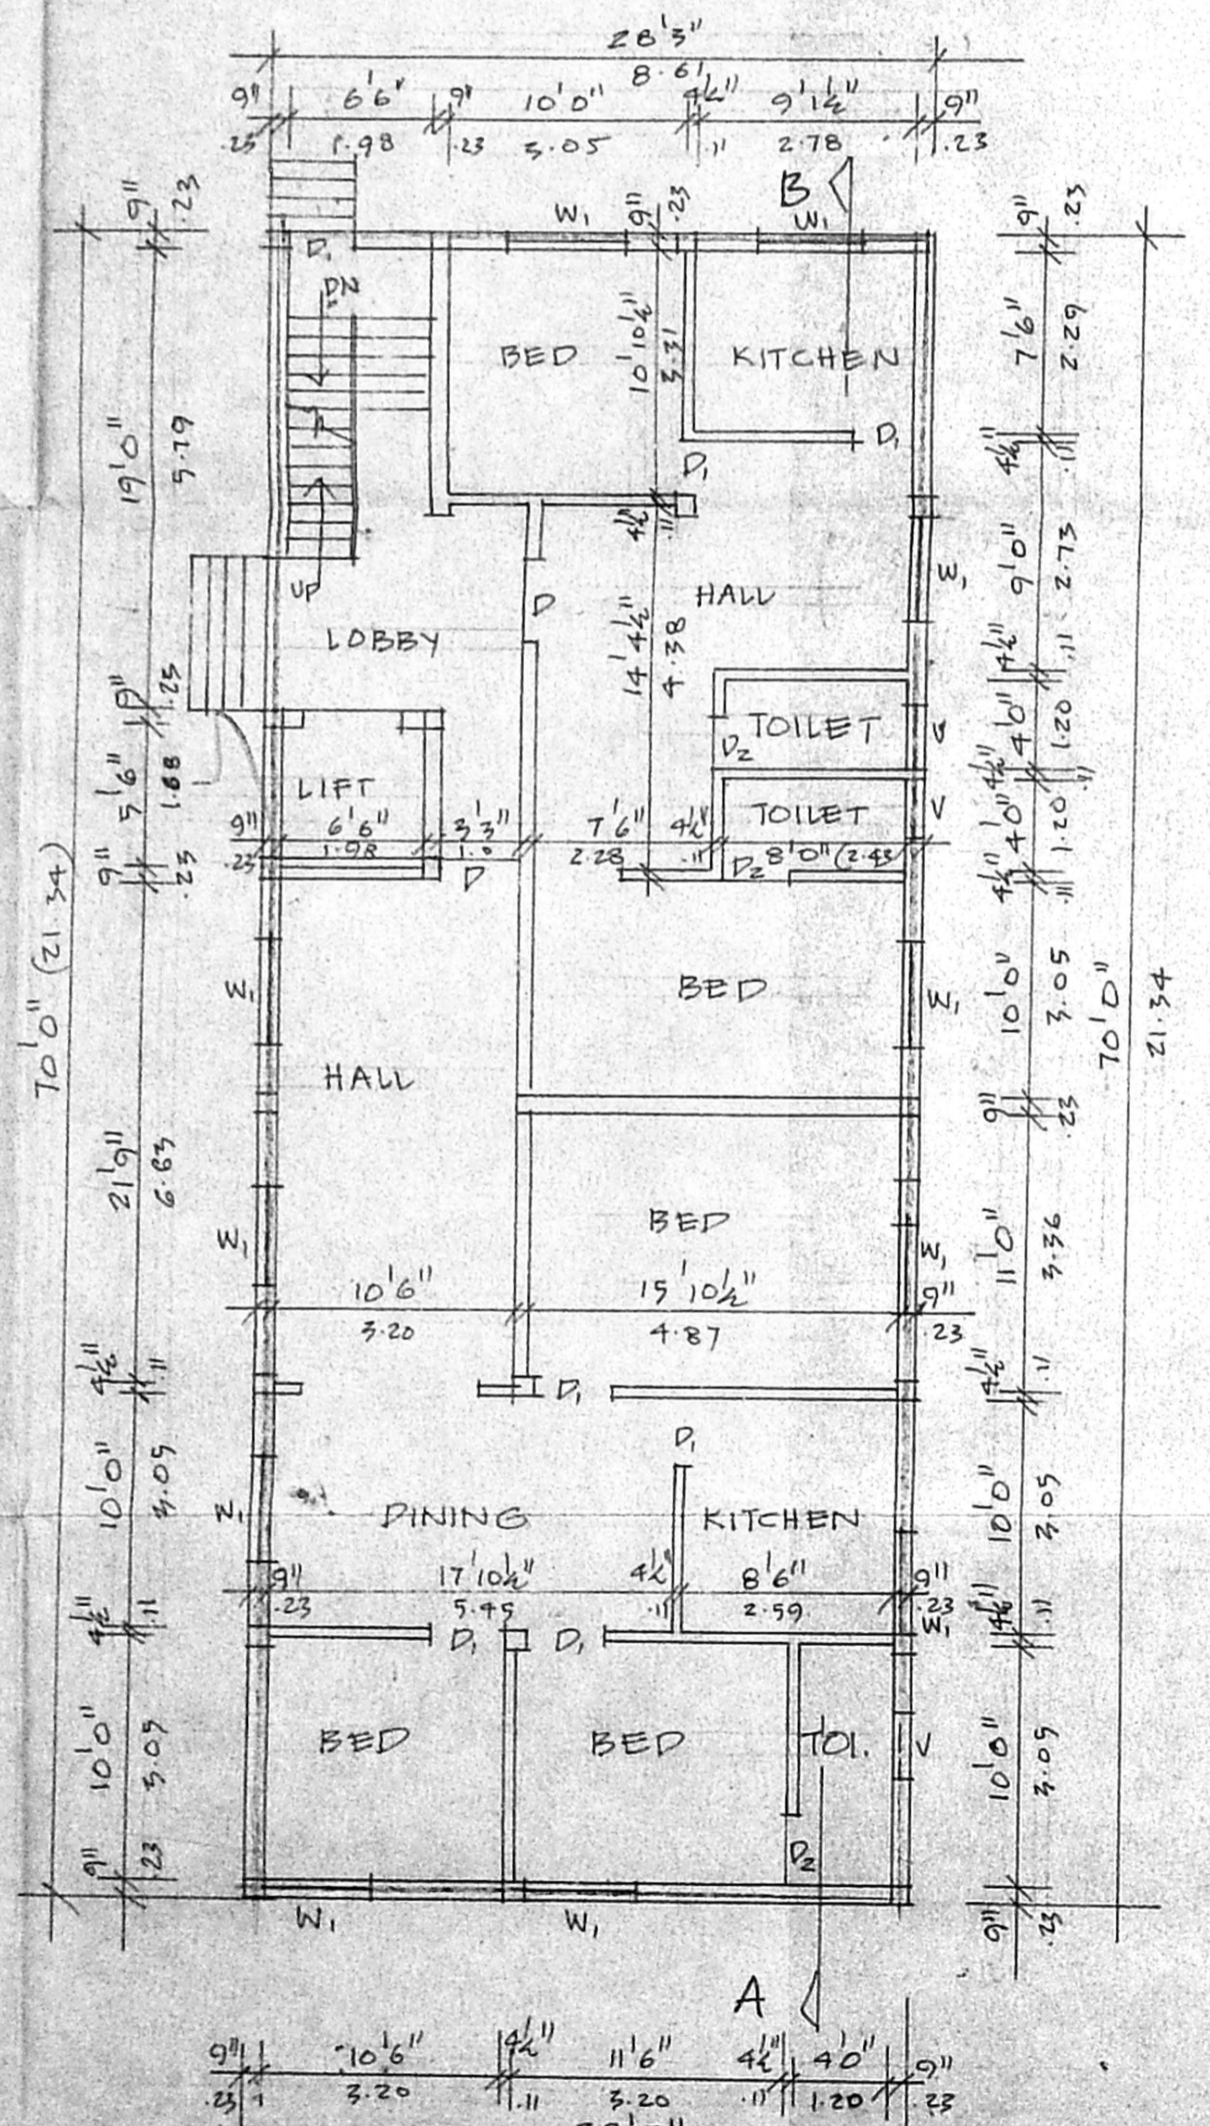 28'3"
8.61
9" 6'6" 9" 10'0" 4½" 9'1½" 9"
.23 1.98 .23 3.05 .11 2.78 .23
B
W1 9" .23 W1
9" .23
9" .23
D1
DN
BED
10'10½"
3.31
KITCHEN
7'6"
2.29
19'0"
5.79
D1
D1
4½" .11
4½" .11
UP
D
HALL
W1
9'0"
2.73
LOBBY
14'4½"
4.38
4½" .11
9" .23
TOILET
V
4'0"
1.20
D2
4½" .11
5'6"
1.68
LIFT
TOILET
V
4'0"
1.20
9" 6'6" 3'3" 7'6" 4½"
.23 1.98 1.0 2.28 .11 8'0" (2.43
9" .23
D
D2
4½" .11
70'0" (21.34)
W1
BED
W1
10'0"
3.05
70'0"
21.34
HALL
9" .23
21'9"
6.63
W1
BED
W1
11'0"
3.36
10'6" 15'10½" 9"
3.20 4.87 .23
4½" .11
D1
4½" .11
D1
10'0"
3.05
W1
DINING
KITCHEN
10'0"
3.05
9" 17'10½" 4½" 8'6" 9"
.23 5.45 .11 2.59 .23
4½" .11
D1 D1
W1
4½" .11
10'0"
3.05
BED
BED
TOI.
V
10'0"
3.05
9" .23
D2
W1
W1
9" .23
A
9" 10'6" 4½" 11'6" 4½" 4'0" 9"
.23 3.20 .11 3.20 .11 1.20 .23